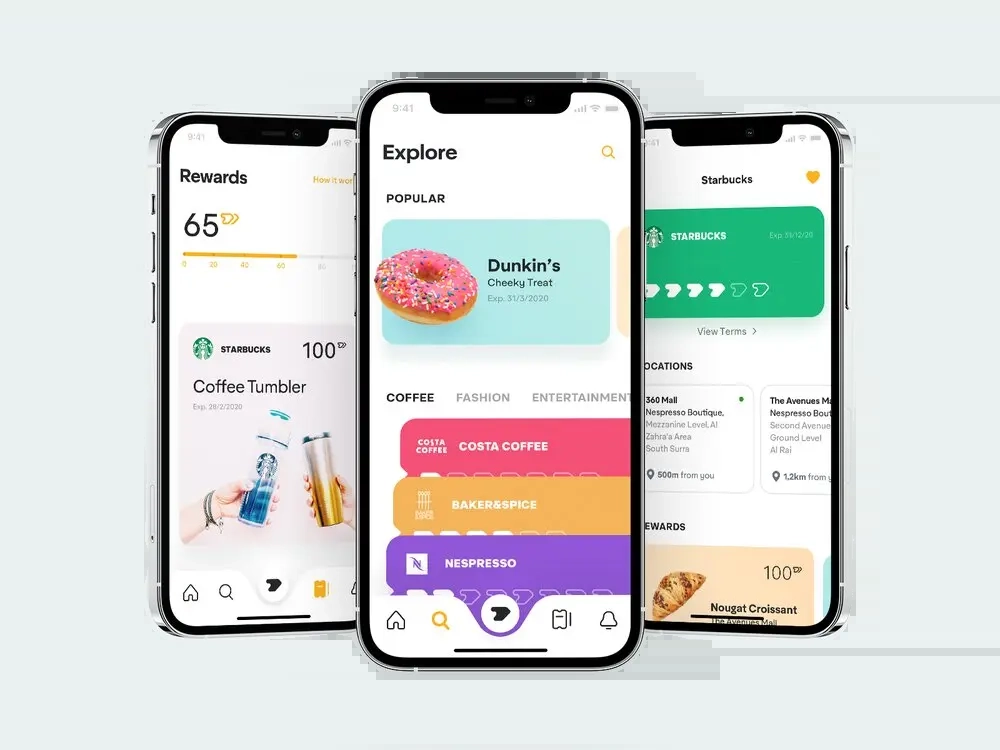 9:41
Rewards
How it wor
65
0 20 40 60 80
STARBUCKS
100
Coffee Tumbler
Exp. 28/2/2020
9:41
Explore
POPULAR
Dunkin's
Cheeky Treat
Exp. 31/3/2020
COFFEE FASHION ENTERTAINMENT
COSTA
COFFEE
COSTA COFFEE
BAKER&SPICE
NESPRESSO
:41
Starbucks
STARBUCKS
Exp. 31/12/20
View Terms
OCATIONS
360 Mall
Nespresso Boutique,
Mezzanine Level, Al
Zahra'a Area
South Surra
500m from you
The Avenues Ma
Nespresso Bout
Second Avenue
Ground Level
Al Rai
1,2km from y
EWARDS
100
Nougat Croissant
The Avenues Mall